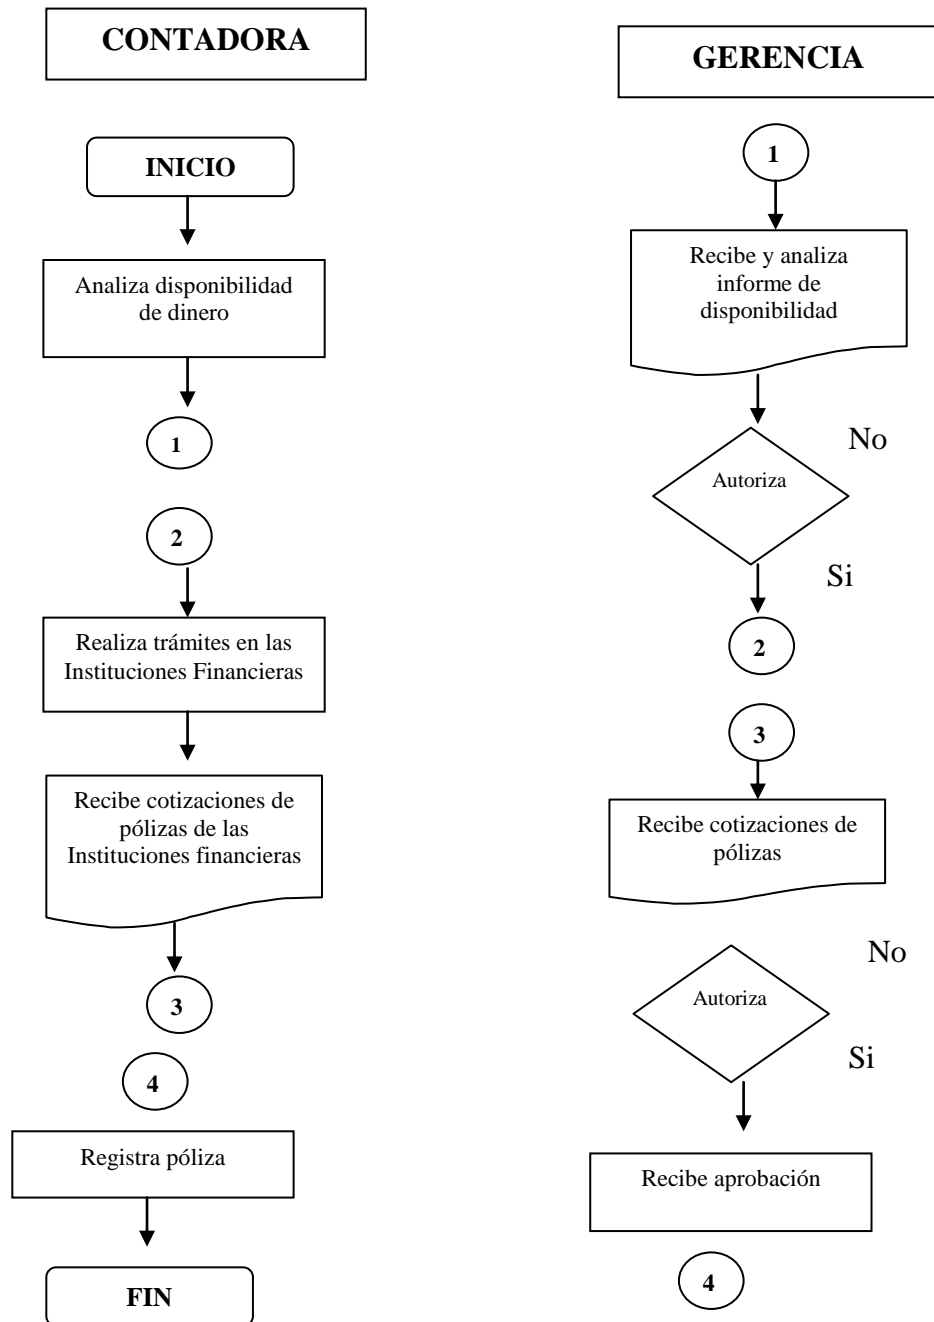 CONTADORA
INICIO
Analiza disponibilidad
de dinero
1
2
Realiza trámites en las
Instituciones Financieras
Recibe cotizaciones de
pólizas de las
Instituciones financieras
3
4
Registra póliza
FIN
GERENCIA
1
Recibe y analiza
informe de
disponibilidad
No
Autoriza
Si
2
3
Recibe cotizaciones de
pólizas
No
Autoriza
Si
Recibe aprobación
4